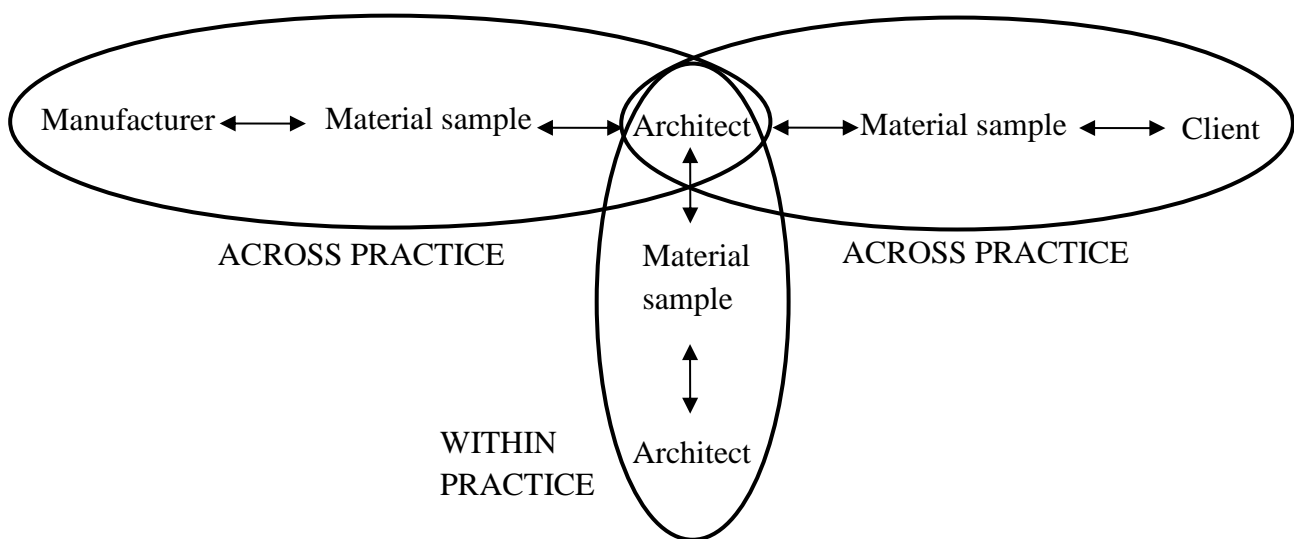 Manufacturer
Material sample
Architect
Material sample
Client
ACROSS PRACTICE
ACROSS PRACTICE
Material
sample
WITHIN
PRACTICE
Architect